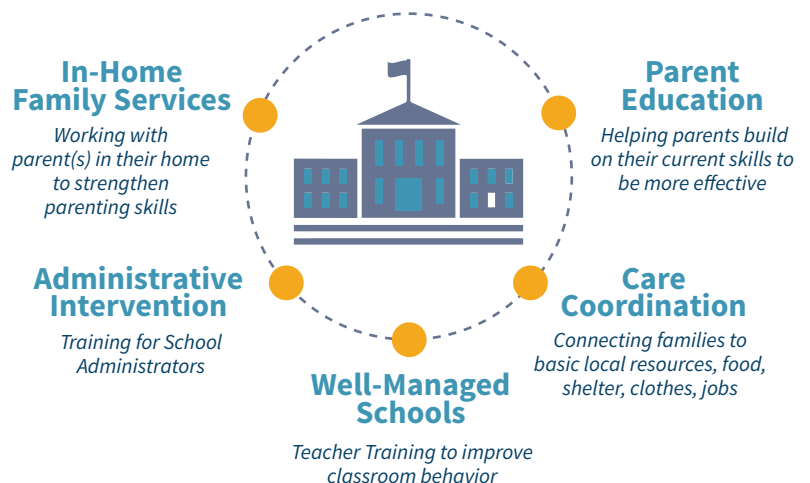 In-Home
Family Services
Working with
parent(s) in their home
to strengthen
parenting skills
Parent
Education
Helping parents build
on their current skills to
be more effective
Administrative
Intervention
Training for School
Administrators
Care
Coordination
Connecting families to
basic local resources, food,
shelter, clothes, jobs
Well-Managed
Schools
Teacher Training to improve
classroom behavior